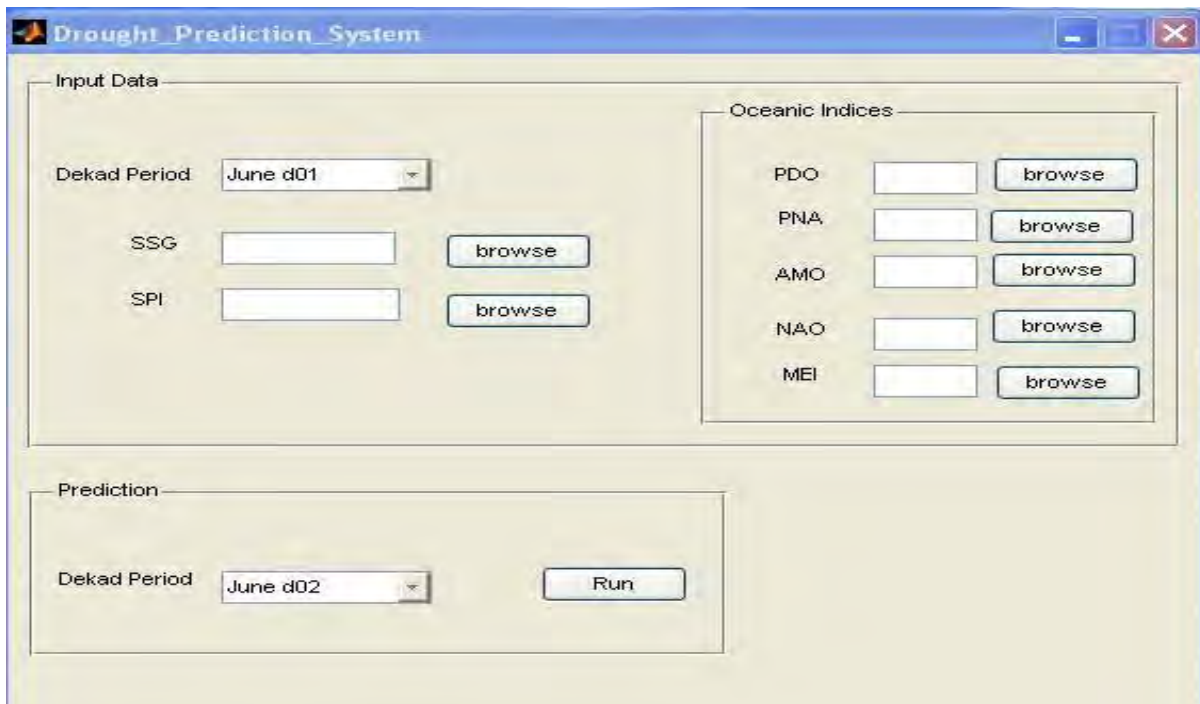 Drought_Prediction_System
Input Data
Dekad Period June d01
SSG browse
SPI browse
Oceanic Indices
PDO browse
PNA browse
AMO browse
NAO browse
MEI browse
Prediction
Dekad Period June d02 Run